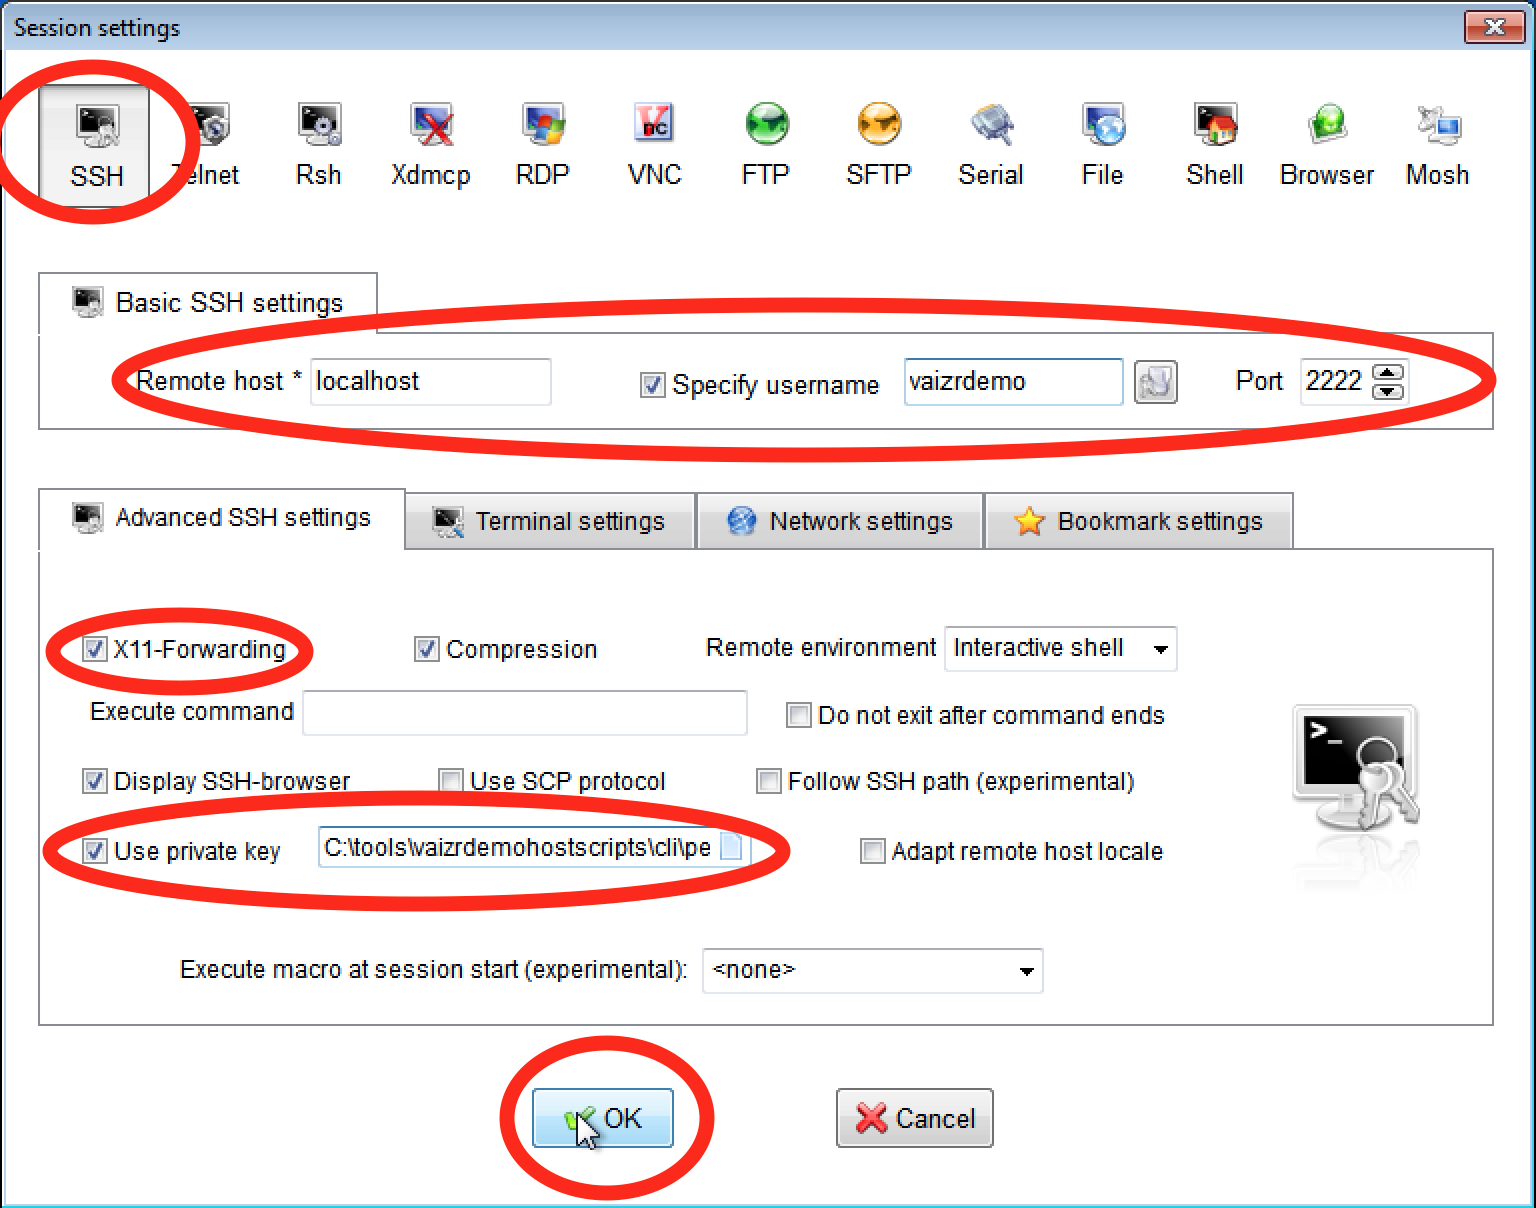 Session settings
SSH Telnet Rsh Xdmcp RDP VNC FTP SFTP Serial File Shell Browser Mosh
Basic SSH settings
Remote host * localhost Specify username vaizrdemo Port 2222
Advanced SSH settings Terminal settings Network settings Bookmark settings
X11-Forwarding Compression Remote environment Interactive shell
Execute command Do not exit after command ends
Display SSH-browser Use SCP protocol Follow SSH path (experimental)
Use private key C:\tools\vaizrdemohostscripts\cli\pe Adapt remote host locale
Execute macro at session start (experimental): <none>
OK Cancel